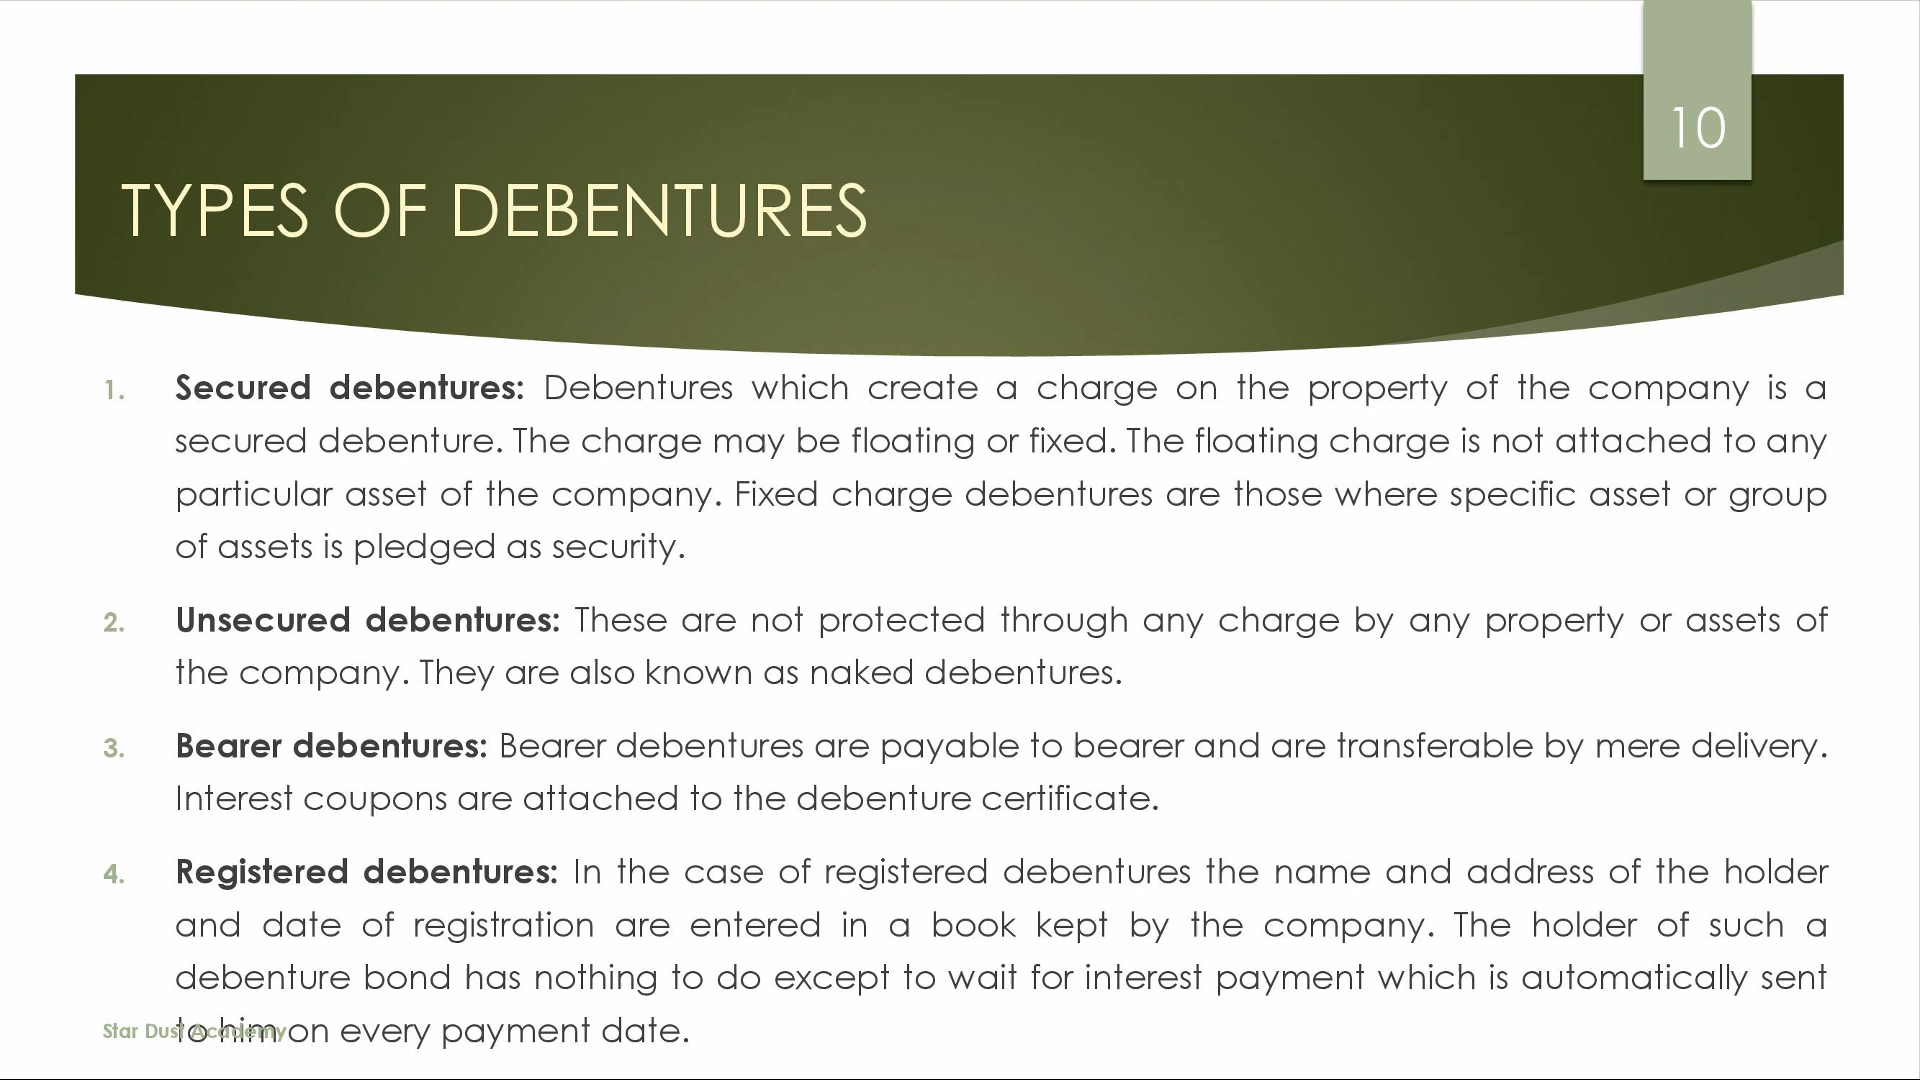 10
TYPES OF DEBENTURES
1. Secured debentures: Debentures which create a charge on the property of the company is a
secured debenture. The charge may be floating or fixed. The floating charge is not attached to any
particular asset of the company. Fixed charge debentures are those where specific asset or group
of assets is pledged as security.
2. Unsecured debentures: These are not protected through any charge by any property or assets of
the company. They are also known as naked debentures.
3. Bearer debentures: Bearer debentures are payable to bearer and are transferable by mere delivery.
Interest coupons are attached to the debenture certificate.
4. Registered debentures: In the case of registered debentures the name and address of the holder
and date of registration are entered in a book kept by the company. The holder of such a
debenture bond has nothing to do except to wait for interest payment which is automatically sent
to him on every payment date.
Star Dust Academy